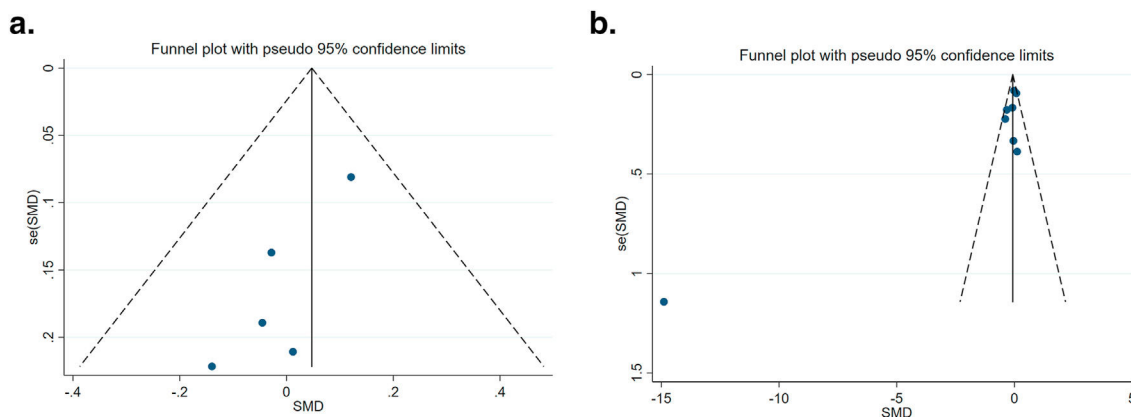 a.
Funnel plot with pseudo 95% confidence limits
se(SMD)
0
.05
.1
.15
.2
-.4
-.2
0
.2
.4
SMD
b.
Funnel plot with pseudo 95% confidence limits
se(SMD)
0
.5
1
1.5
-15
-10
-5
0
5
SMD